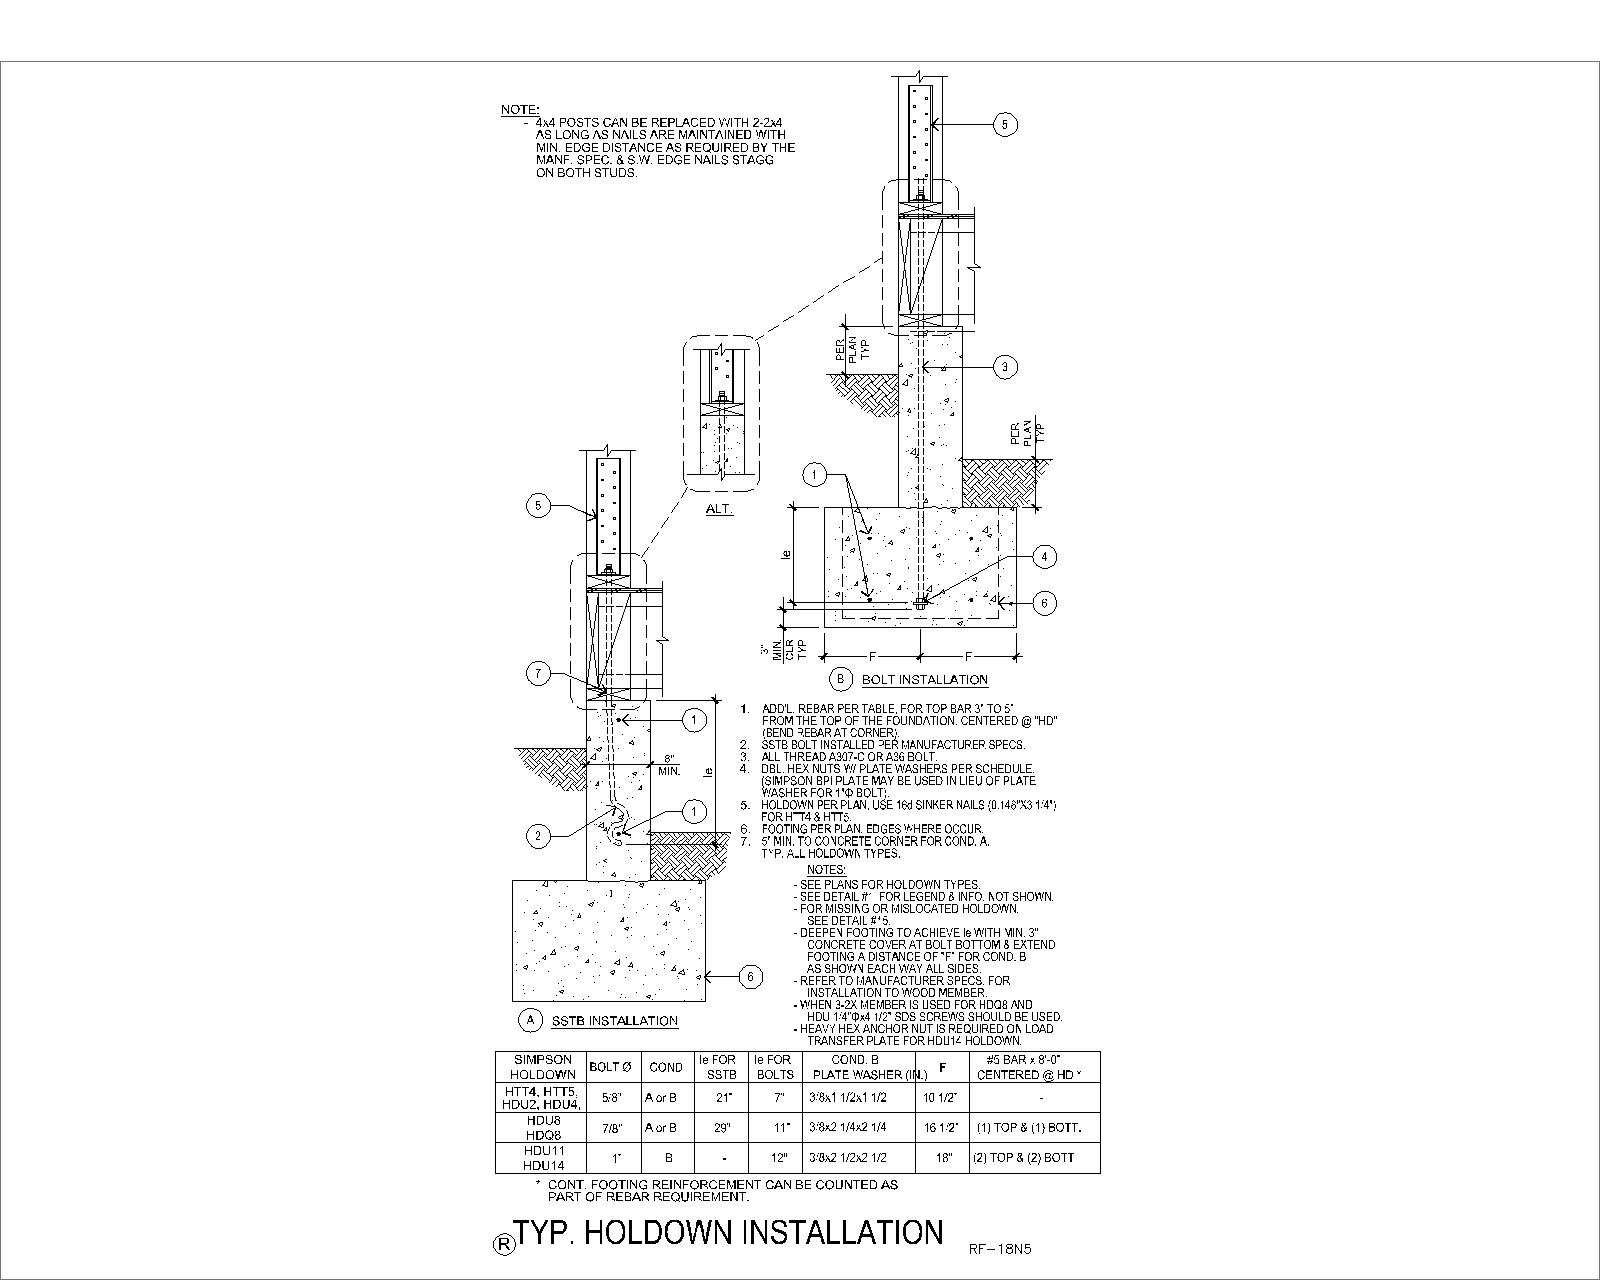 NOTE:
- 4x4 POSTS CAN BE REPLACED WITH 2-2x4
AS LONG AS NAILS ARE MAINTAINED WITH
MIN. EDGE DISTANCE AS REQUIRED BY THE
MANF. SPEC. & S.W. EDGE NAILS STAGG
ON BOTH STUDS.
5
PER
PLAN
TYP
3
PER
PLAN
TYP
1
ALT.
5
le
4
6
3"
MIN.
CLR
TYP
F
F
7
B BOLT INSTALLATION
1
8"
MIN.
le
1
2
6
A SSTB INSTALLATION
1. ADD'L. REBAR PER TABLE, FOR TOP BAR 3" TO 5"
FROM THE TOP OF THE FOUNDATION. CENTERED @ "HD"
(BEND REBAR AT CORNER).
2. SSTB BOLT INSTALLED PER MANUFACTURER SPECS.
3. ALL THREAD A307-C OR A36 BOLT.
4. DBL. HEX NUTS W/ PLATE WASHERS PER SCHEDULE.
(SIMPSON BPI PLATE MAY BE USED IN LIEU OF PLATE
WASHER FOR 1"Φ BOLT).
5. HOLDOWN PER PLAN, USE 16d SINKER NAILS (0.148"X3 1/4")
FOR HTT4 & HTT5.
6. FOOTING PER PLAN. EDGES WHERE OCCUR.
7. 5" MIN. TO CONCRETE CORNER FOR COND. A.
TYP. ALL HOLDOWN TYPES.
NOTES:
- SEE PLANS FOR HOLDOWN TYPES.
- SEE DETAIL #1 FOR LEGEND & INFO. NOT SHOWN.
- FOR MISSING OR MISLOCATED HOLDOWN.
SEE DETAIL #15.
- DEEPEN FOOTING TO ACHIEVE le WITH MIN. 3"
CONCRETE COVER AT BOLT BOTTOM & EXTEND
FOOTING A DISTANCE OF "F" FOR COND. B
AS SHOWN EACH WAY ALL SIDES.
- REFER TO MANUFACTURER SPECS. FOR
INSTALLATION TO WOOD MEMBER.
- WHEN 3-2X MEMBER IS USED FOR HDQ8 AND
HDU 1/4"Φx4 1/2" SDS SCREWS SHOULD BE USED.
- HEAVY HEX ANCHOR NUT IS REQUIRED ON LOAD
TRANSFER PLATE FOR HDU14 HOLDOWN.
SIMPSON HOLDOWN BOLT Ø COND le FOR SSTB le FOR BOLTS COND. B PLATE WASHER (IN.) F #5 BAR x 8'-0" CENTERED @ HD *
HTT4, HTT5, HDU2, HDU4, 5/8" A or B 21" 7" 3/8x1 1/2x1 1/2 10 1/2" -
HDU8 HDQ8 7/8" A or B 29" 11" 3/8x2 1/4x2 1/4 16 1/2" (1) TOP & (1) BOTT.
HDU11 HDU14 1" B - 12" 3/8x2 1/2x2 1/2 18" (2) TOP & (2) BOTT
* CONT. FOOTING REINFORCEMENT CAN BE COUNTED AS
PART OF REBAR REQUIREMENT.
R TYP. HOLDOWN INSTALLATION
RF-18N5